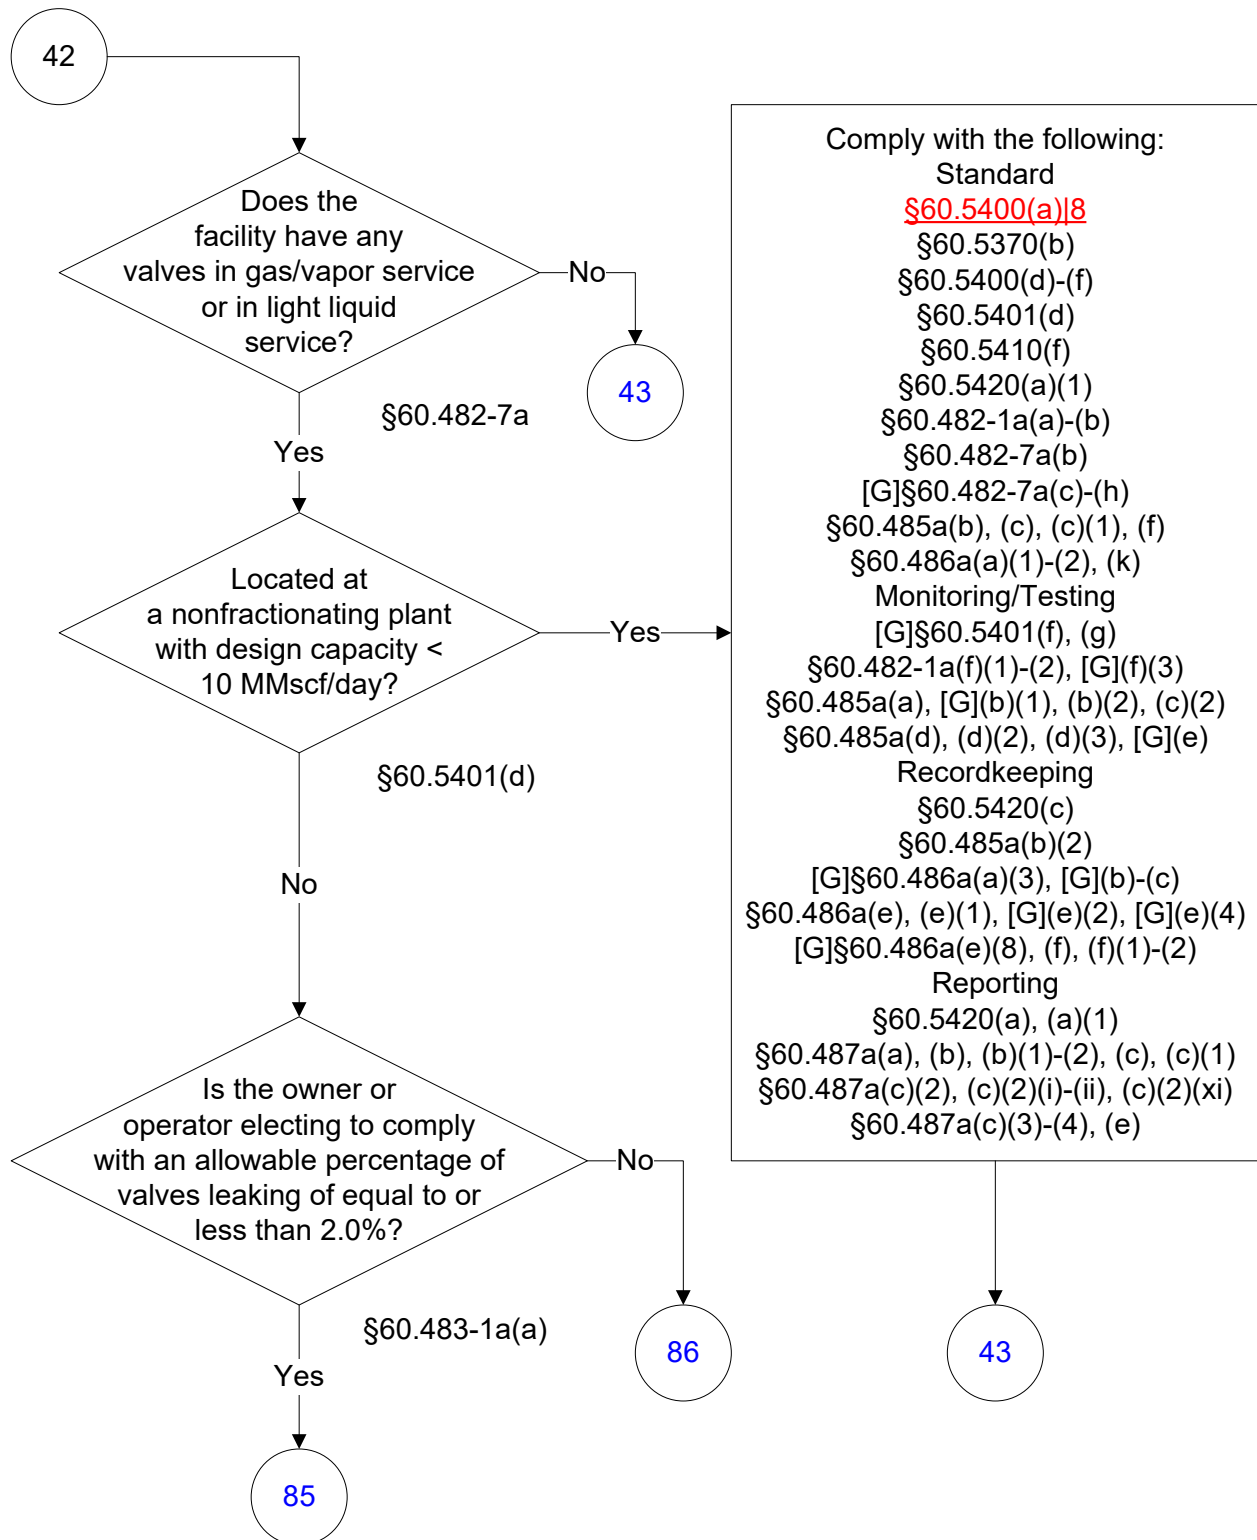 42
Does the
facility have any
valves in gas/vapor service
or in light liquid
service?
No
43
§60.482-7a
Yes
Located at
a nonfractionating plant
with design capacity <
10 MMscf/day?
Yes
§60.5401(d)
No
Is the owner or
operator electing to comply
with an allowable percentage of
valves leaking of equal to or
less than 2.0%?
No
86
§60.483-1a(a)
Yes
85
Comply with the following:
Standard
§60.5400(a)|8
§60.5370(b)
§60.5400(d)-(f)
§60.5401(d)
§60.5410(f)
§60.5420(a)(1)
§60.482-1a(a)-(b)
§60.482-7a(b)
[G]§60.482-7a(c)-(h)
§60.485a(b), (c), (c)(1), (f)
§60.486a(a)(1)-(2), (k)
Monitoring/Testing
[G]§60.5401(f), (g)
§60.482-1a(f)(1)-(2), [G](f)(3)
§60.485a(a), [G](b)(1), (b)(2), (c)(2)
§60.485a(d), (d)(2), (d)(3), [G](e)
Recordkeeping
§60.5420(c)
§60.485a(b)(2)
[G]§60.486a(a)(3), [G](b)-(c)
§60.486a(e), (e)(1), [G](e)(2), [G](e)(4)
[G]§60.486a(e)(8), (f), (f)(1)-(2)
Reporting
§60.5420(a), (a)(1)
§60.487a(a), (b), (b)(1)-(2), (c), (c)(1)
§60.487a(c)(2), (c)(2)(i)-(ii), (c)(2)(xi)
§60.487a(c)(3)-(4), (e)
43